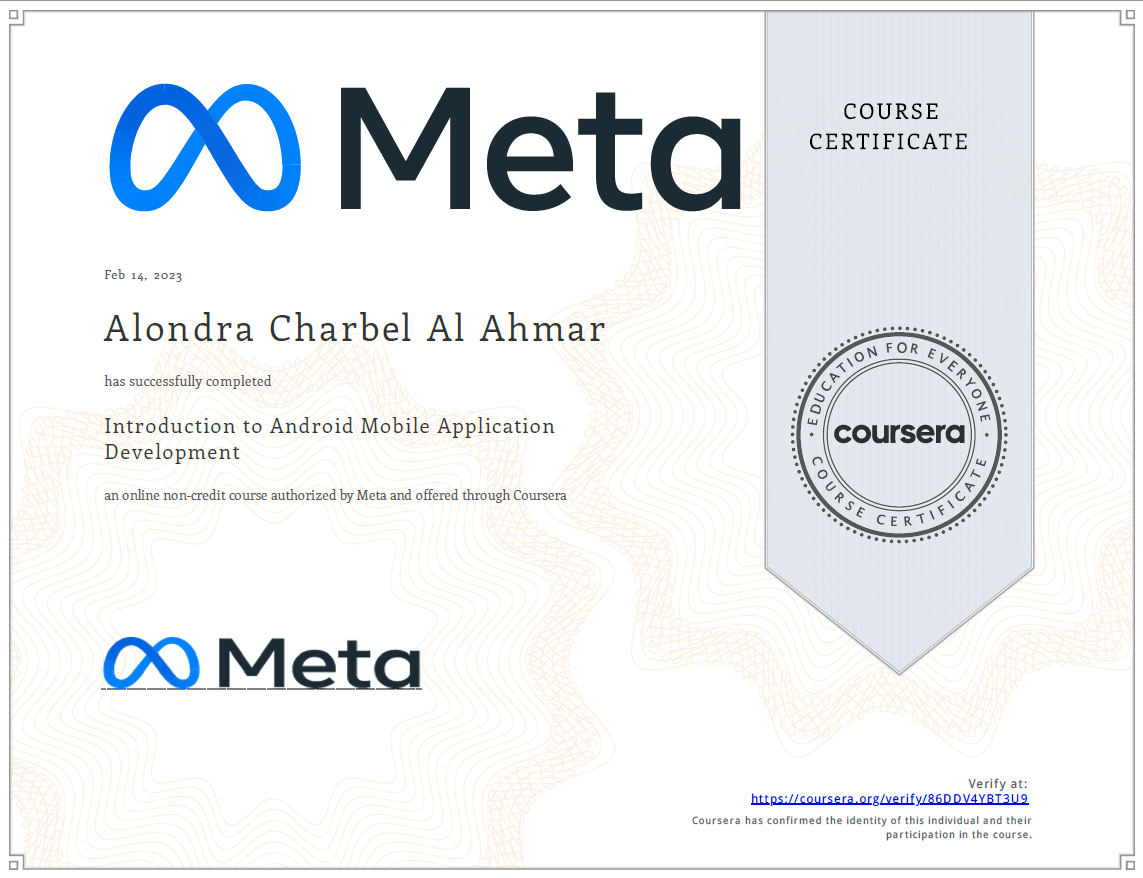 Meta
COURSE
CERTIFICATE
Feb 14, 2023
Alondra Charbel Al Ahmar
has successfully completed
Introduction to Android Mobile Application
Development
an online non-credit course authorized by Meta and offered through Coursera
EDUCATION FOR EVERYONE
coursera
COURSE CERTIFICATE
Meta
Verify at:
https://coursera.org/verify/86DDV4YBT3U9
Coursera has confirmed the identity of this individual and their
participation in the course.